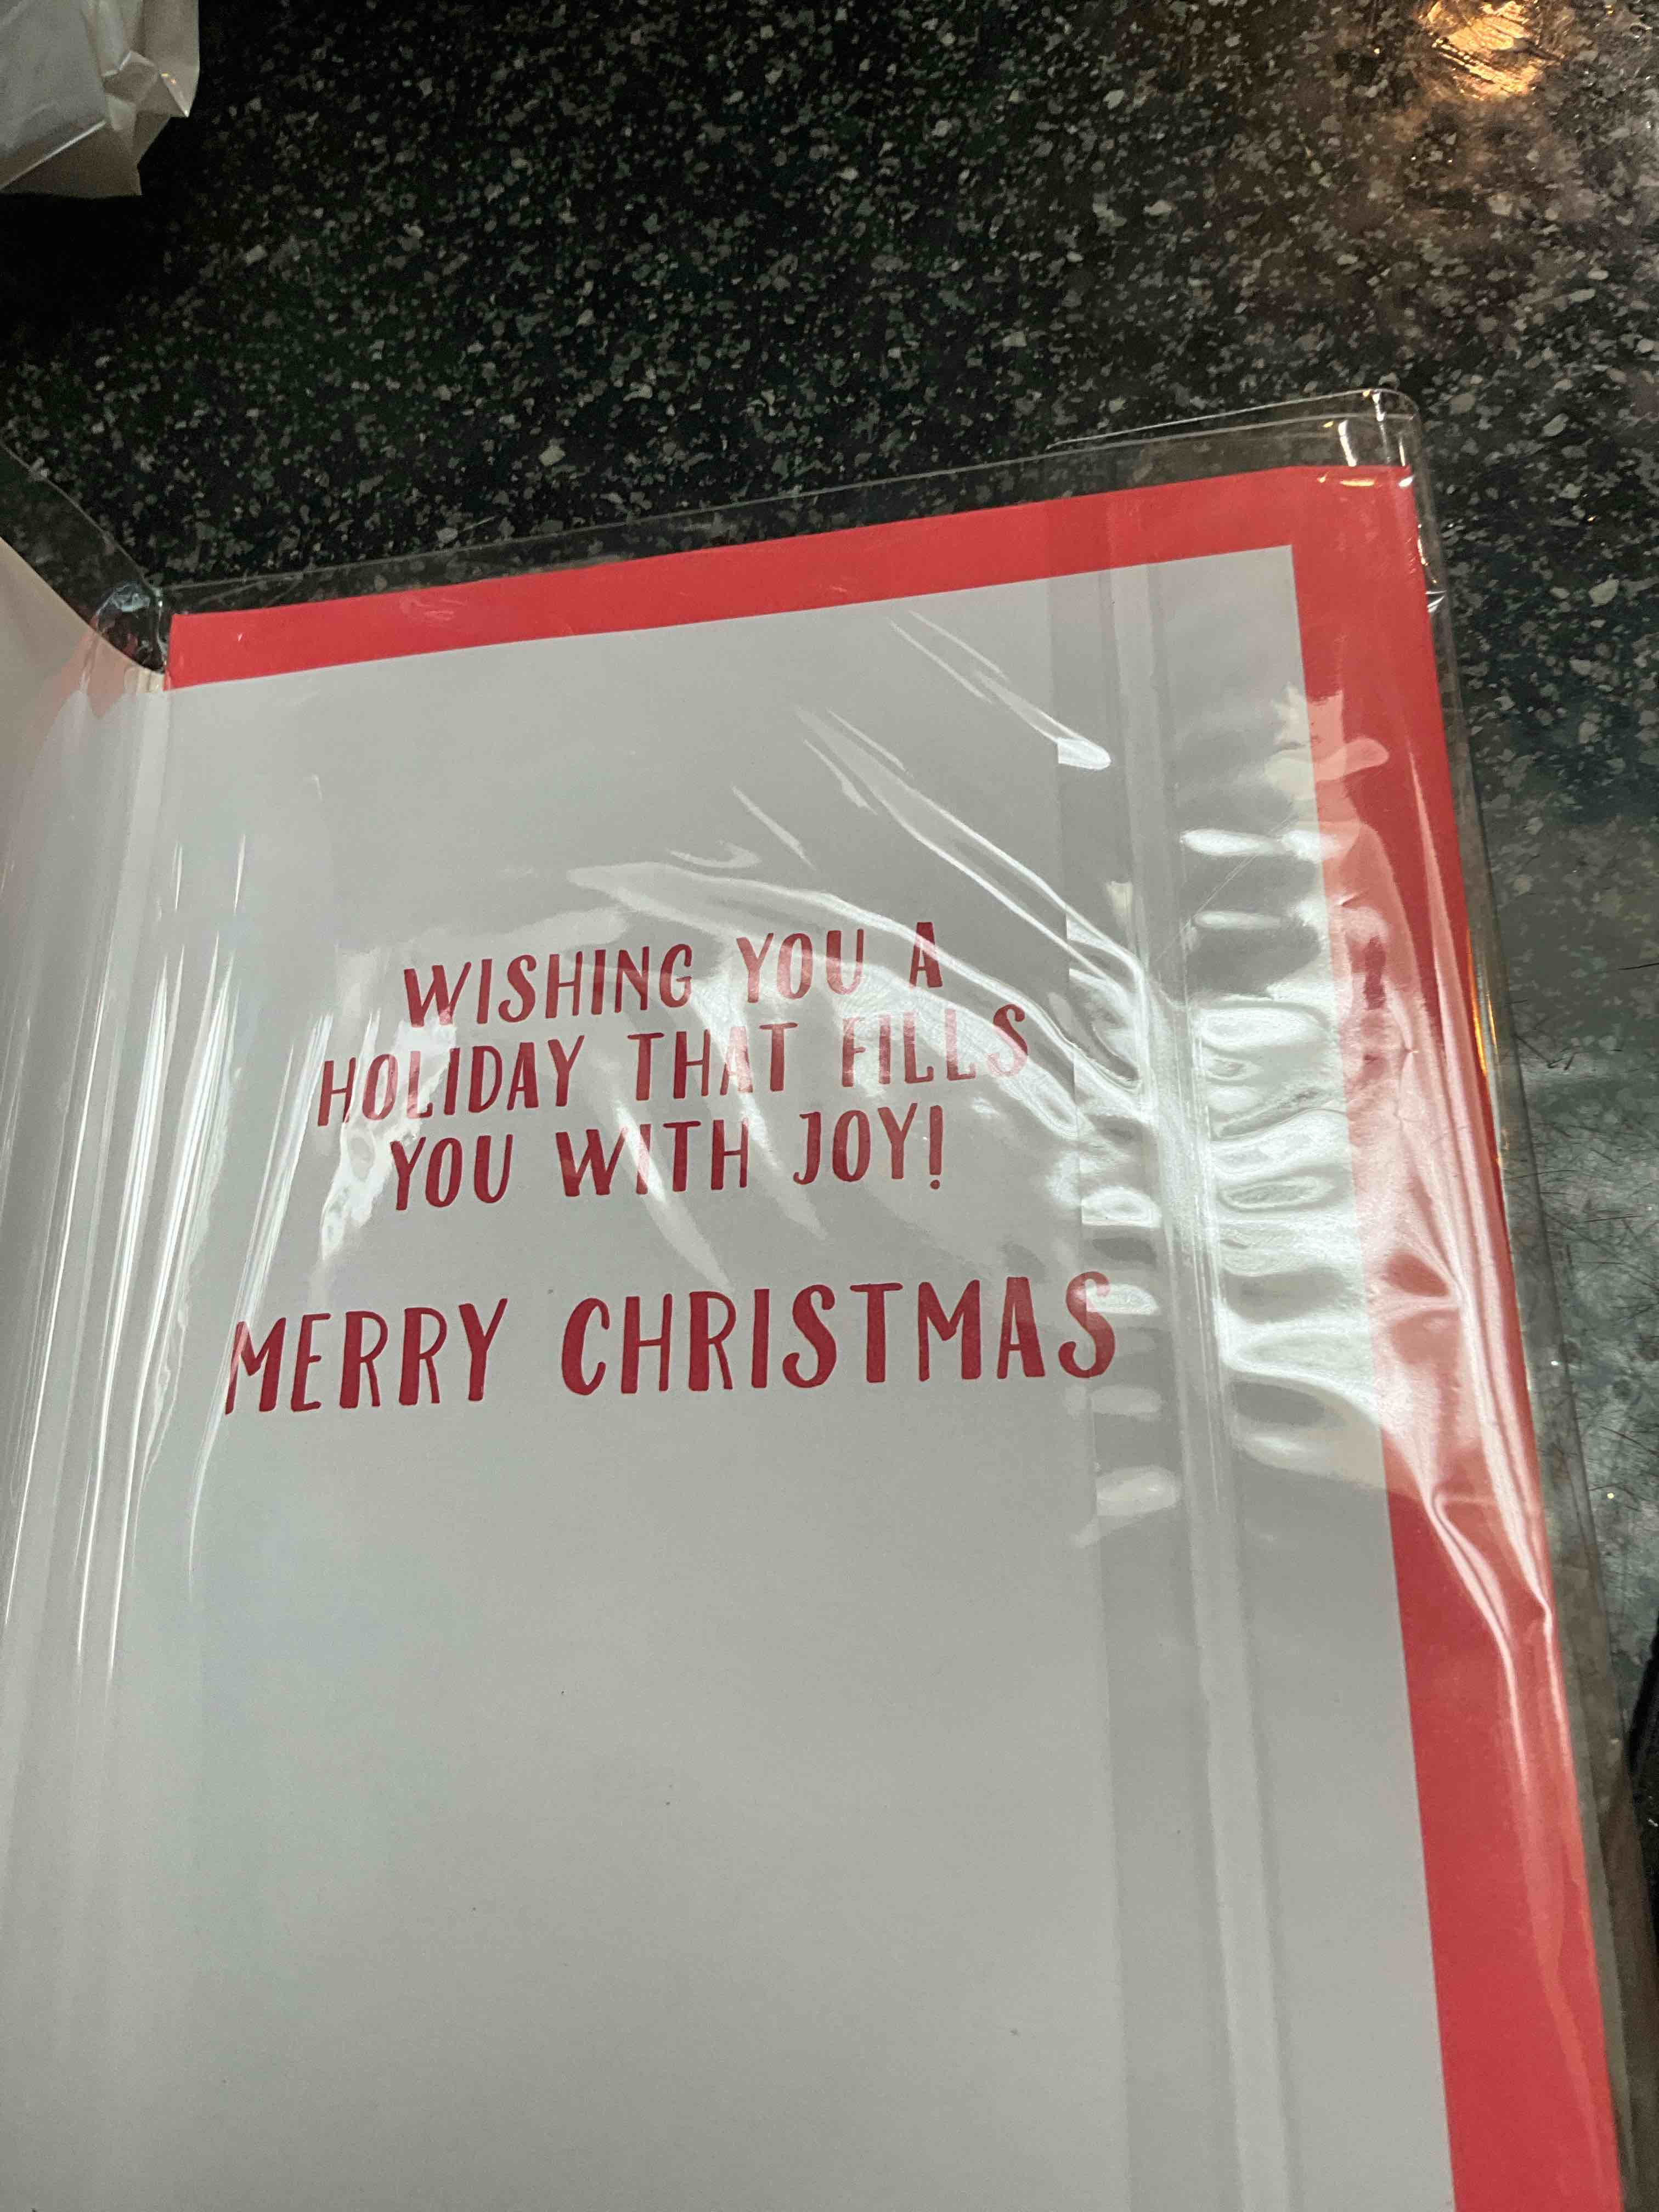 WISHING YOU A
HOLIDAY THAT FILLS
YOU WITH JOY!
MERRY CHRISTMAS